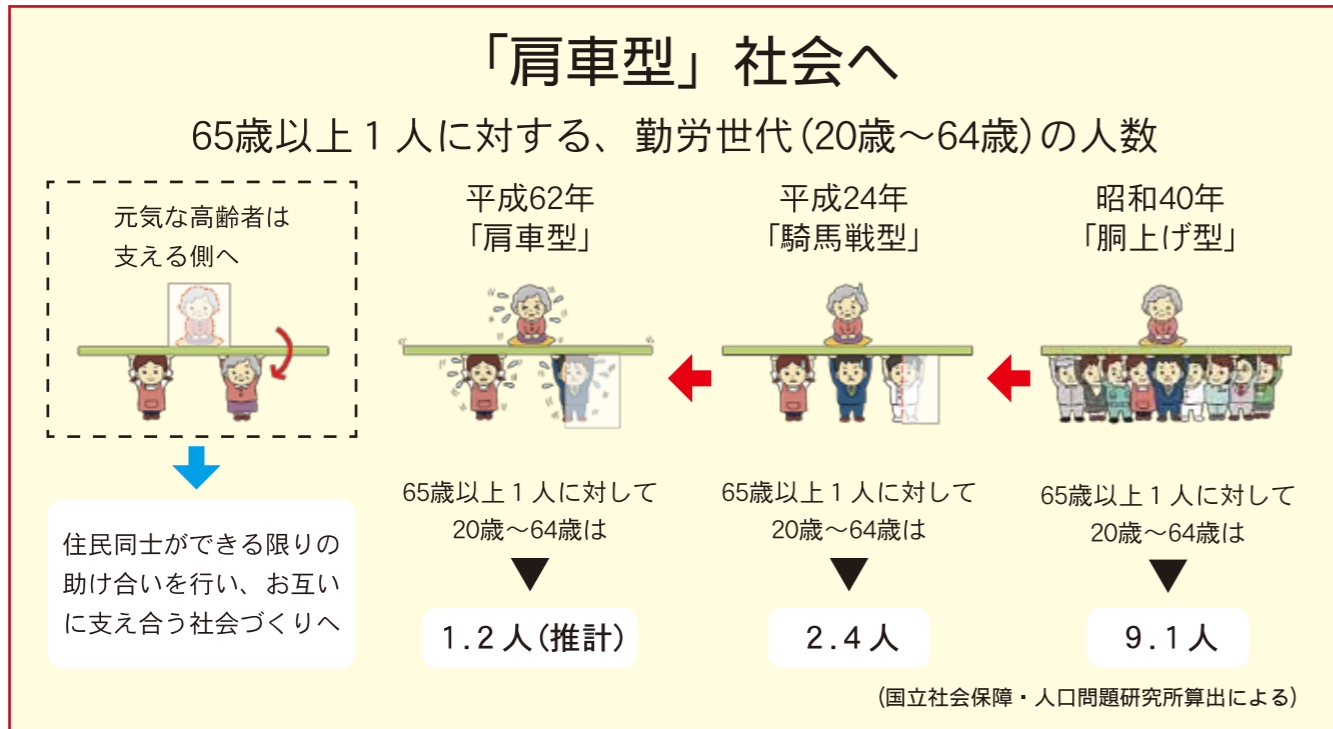 「肩車型」社会へ
65歳以上１人に対する、勤労世代(20歳～64歳)の人数
昭和40年
「胴上げ型」
65歳以上１人に対して
20歳～64歳は
9.1人
平成24年
「騎馬戦型」
65歳以上１人に対して
20歳～64歳は
2.4人
平成62年
「肩車型」
65歳以上１人に対して
20歳～64歳は
1.2人(推計)
元気な高齢者は
支える側へ
住民同士ができる限りの
助け合いを行い、お互い
に支え合う社会づくりへ
(国立社会保障・人口問題研究所算出による)